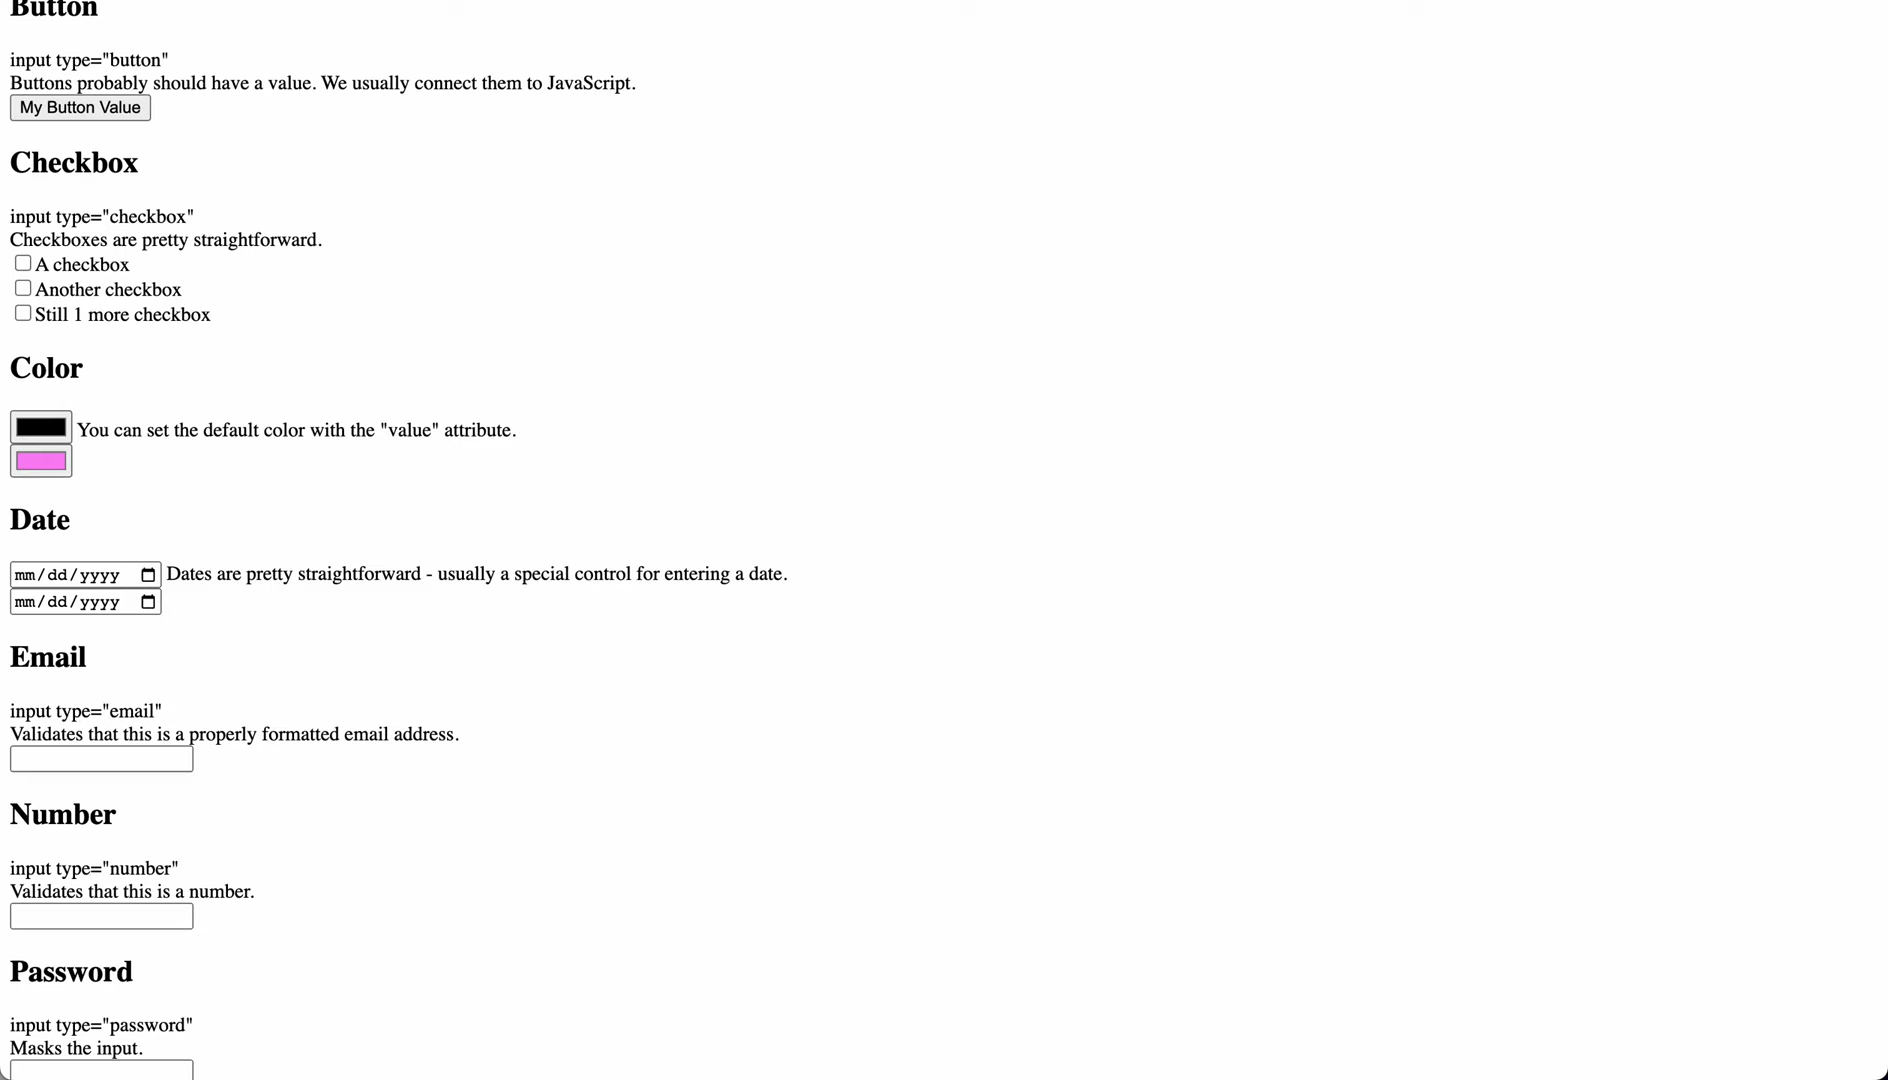 Button
input type="button"
Buttons probably should have a value. We usually connect them to JavaScript.
My Button Value
Checkbox
input type="checkbox"
Checkboxes are pretty straightforward.
A checkbox
Another checkbox
Still 1 more checkbox
Color
You can set the default color with the "value" attribute.
Date
mm/dd/yyyy Dates are pretty straightforward - usually a special control for entering a date.
mm/dd/yyyy
Email
input type="email"
Validates that this is a properly formatted email address.
Number
input type="number"
Validates that this is a number.
Password
input type="password"
Masks the input.